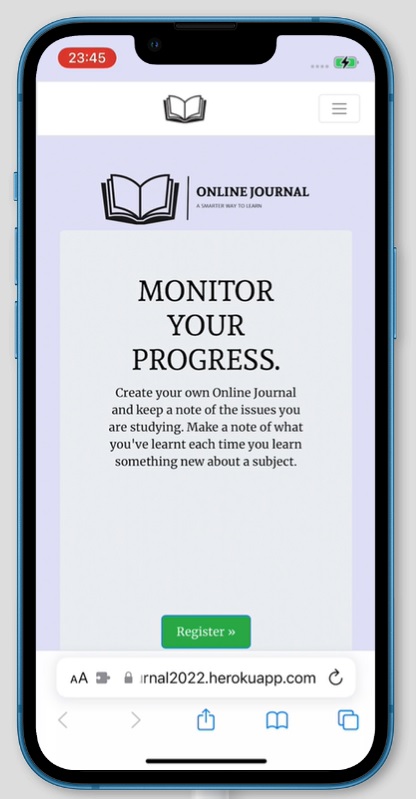 23:45
ONLINE JOURNAL
A SMARTER WAY TO LEARN
MONITOR
YOUR
PROGRESS.
Create your own Online Journal
and keep a note of the issues you
are studying. Make a note of what
you've learnt each time you learn
something new about a subject.
Register »
AA rnal2022.herokuapp.com